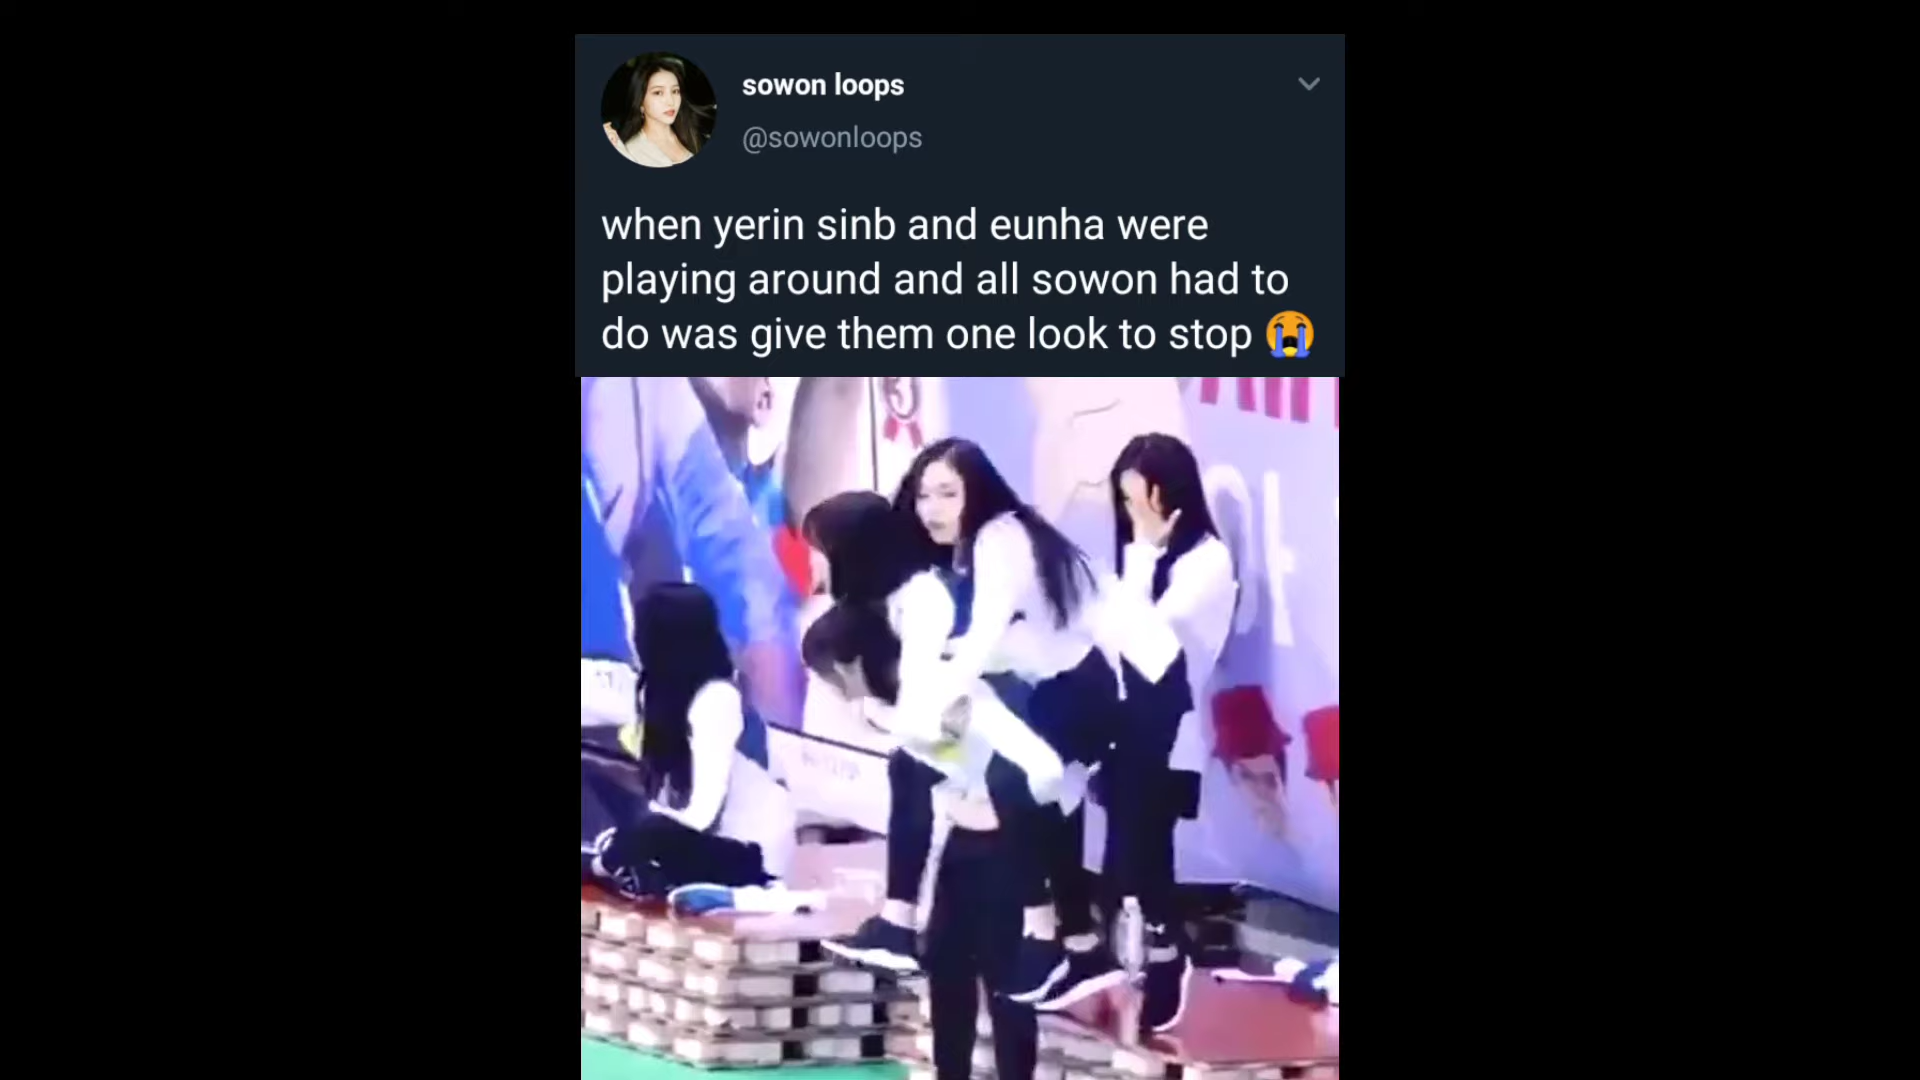 sowon loops
@sowonloops
when yerin sinb and eunha were
playing around and all sowon had to
do was give them one look to stop 😭
3